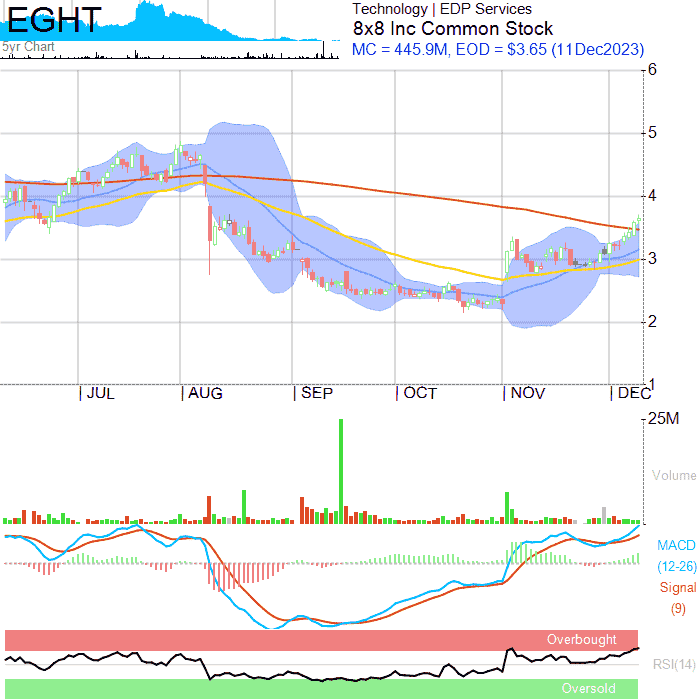 EGHT
5yr Chart
Technology | EDP Services
8x8 Inc Common Stock
MC = 445.9M, EOD = $3.65 (11Dec2023)
6
5
4
3
2
1
JUL AUG SEP OCT NOV DEC
25M
Volume
MACD
(12-26)
Signal
(9)
Overbought
RSI(14)
Oversold